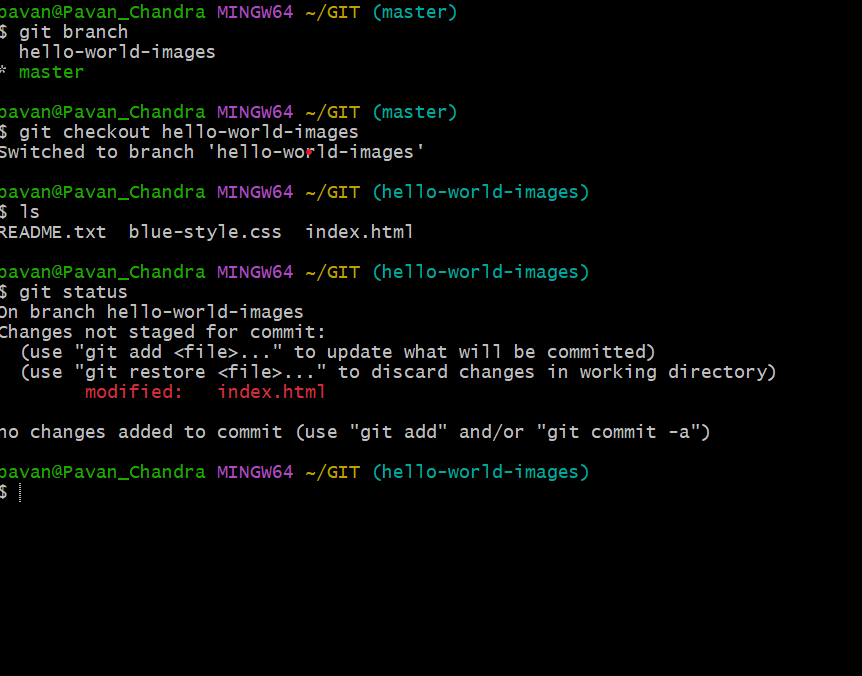 pavan@Pavan_Chandra MINGW64 ~/GIT (master)
$ git branch
  hello-world-images
* master

pavan@Pavan_Chandra MINGW64 ~/GIT (master)
$ git checkout hello-world-images
Switched to branch 'hello-world-images'

pavan@Pavan_Chandra MINGW64 ~/GIT (hello-world-images)
$ ls
README.txt  blue-style.css  index.html

pavan@Pavan_Chandra MINGW64 ~/GIT (hello-world-images)
$ git status
On branch hello-world-images
Changes not staged for commit:
  (use "git add <file>..." to update what will be committed)
  (use "git restore <file>..." to discard changes in working directory)
        modified:   index.html

no changes added to commit (use "git add" and/or "git commit -a")

pavan@Pavan_Chandra MINGW64 ~/GIT (hello-world-images)
$